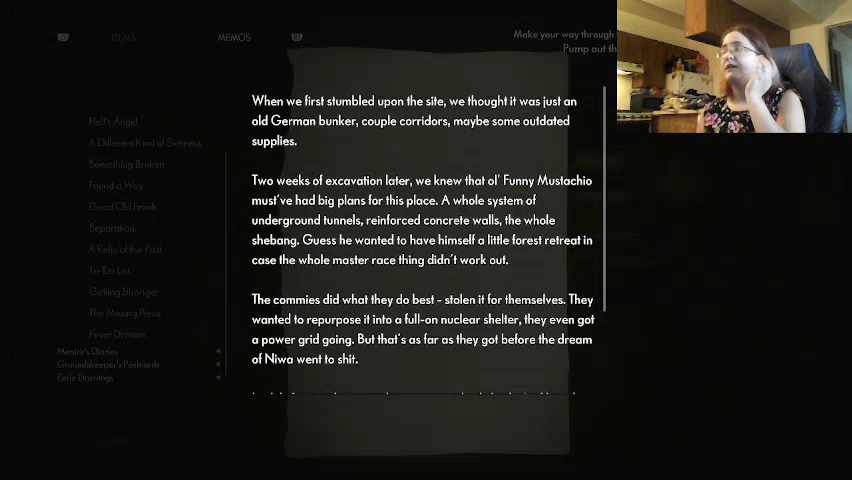 ITEMS
MEMOS
Make your way through
Pump out th
When we first stumbled upon the site, we thought it was just an
old German bunker, couple corridors, maybe some outdated
supplies.
Two weeks of excavation later, we knew that ol' Funny Mustachio
must've had big plans for this place. A whole system of
underground tunnels, reinforced concrete walls, the whole
shebang. Guess he wanted to have himself a little forest retreat in
case the whole master race thing didn't work out.
The commies did what they do best - stolen it for themselves. They
wanted to repurpose it into a full-on nuclear shelter, they even got
a power grid going. But that's as far as they got before the dream
of Niwa went to shit.
Hell's Angel
A Different Kind of Sickness
Something Broken
Found a Way
Good Old Frank
Separation
A Relic of the Past
To-Do List
Getting Stronger
The Missing Piece
Fever Dreams
Mentor's Diaries
Groundskeeper's Postcards
Eerie Drawings